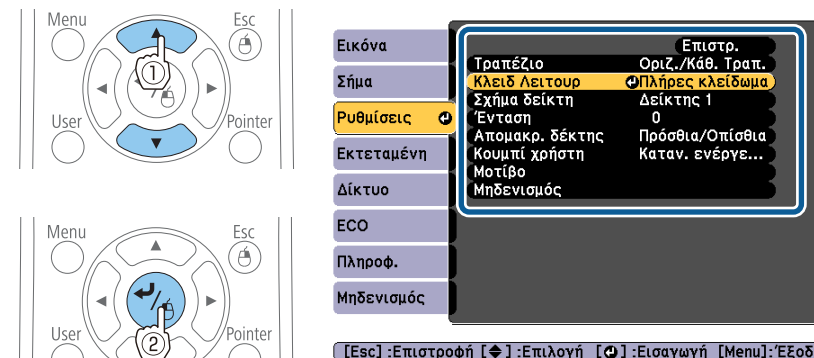 Menu
Esc
User
Pointer
①
Menu
Esc
User
Pointer
②
Εικόνα
Σήμα
Ρυθμίσεις
Εκτεταμένη
Δίκτυο
ECO
Πληροφ.
Μηδενισμός
Επιστρ.
Τραπέζιο Οριζ./Κάθ. Τραπ.
Κλειδ Λειτουρ Πλήρες κλείδωμα
Σχήμα δείκτη Δείκτης 1
Ένταση 0
Απομακρ. δέκτης Πρόσθια/Οπίσθια
Κουμπί χρήστη Καταν. ενέργε...
Μοτίβο
Μηδενισμός
[Esc] :Επιστροφή [◆] :Επιλογή [⏎] :Εισαγωγή [Menu]:Έξοδ